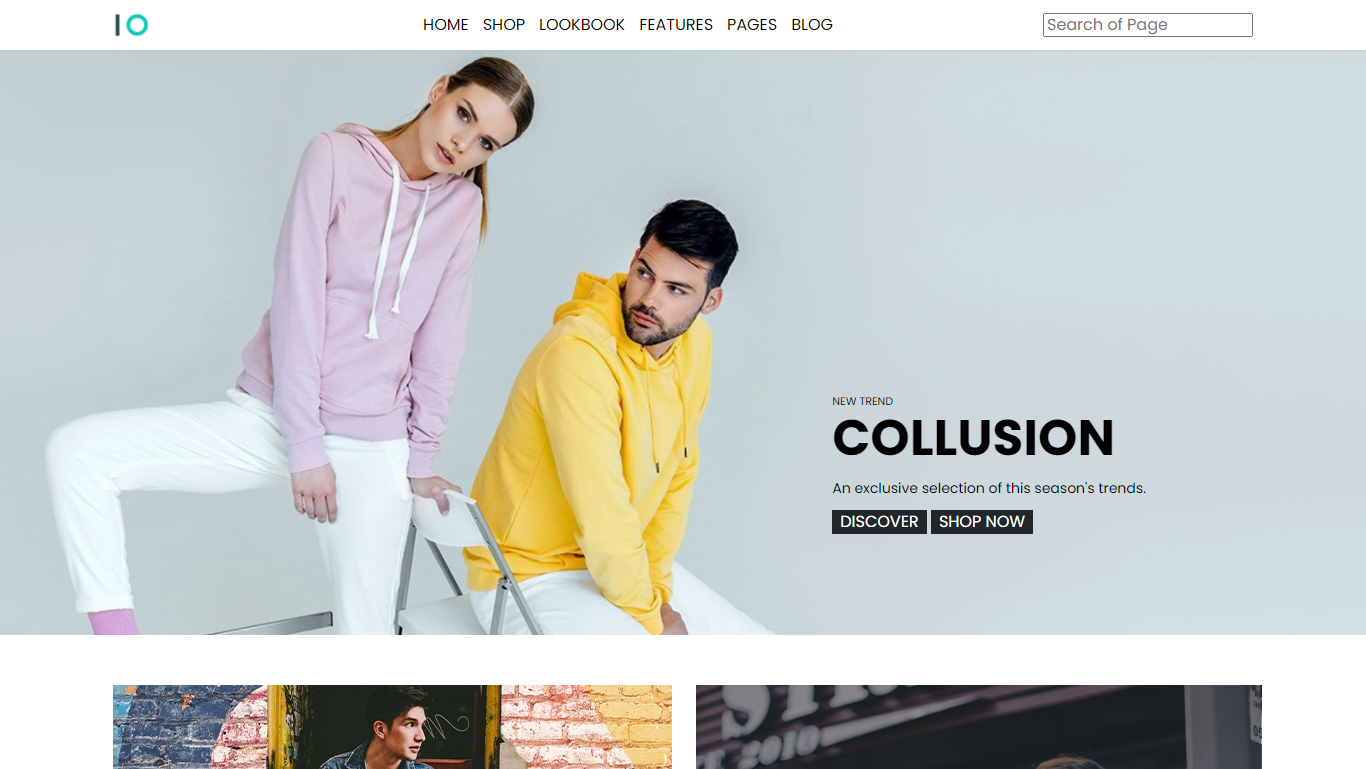 IO
HOME SHOP LOOKBOOK FEATURES PAGES BLOG
Search of Page
NEW TREND
COLLUSION
An exclusive selection of this season's trends.
DISCOVER SHOP NOW
2010